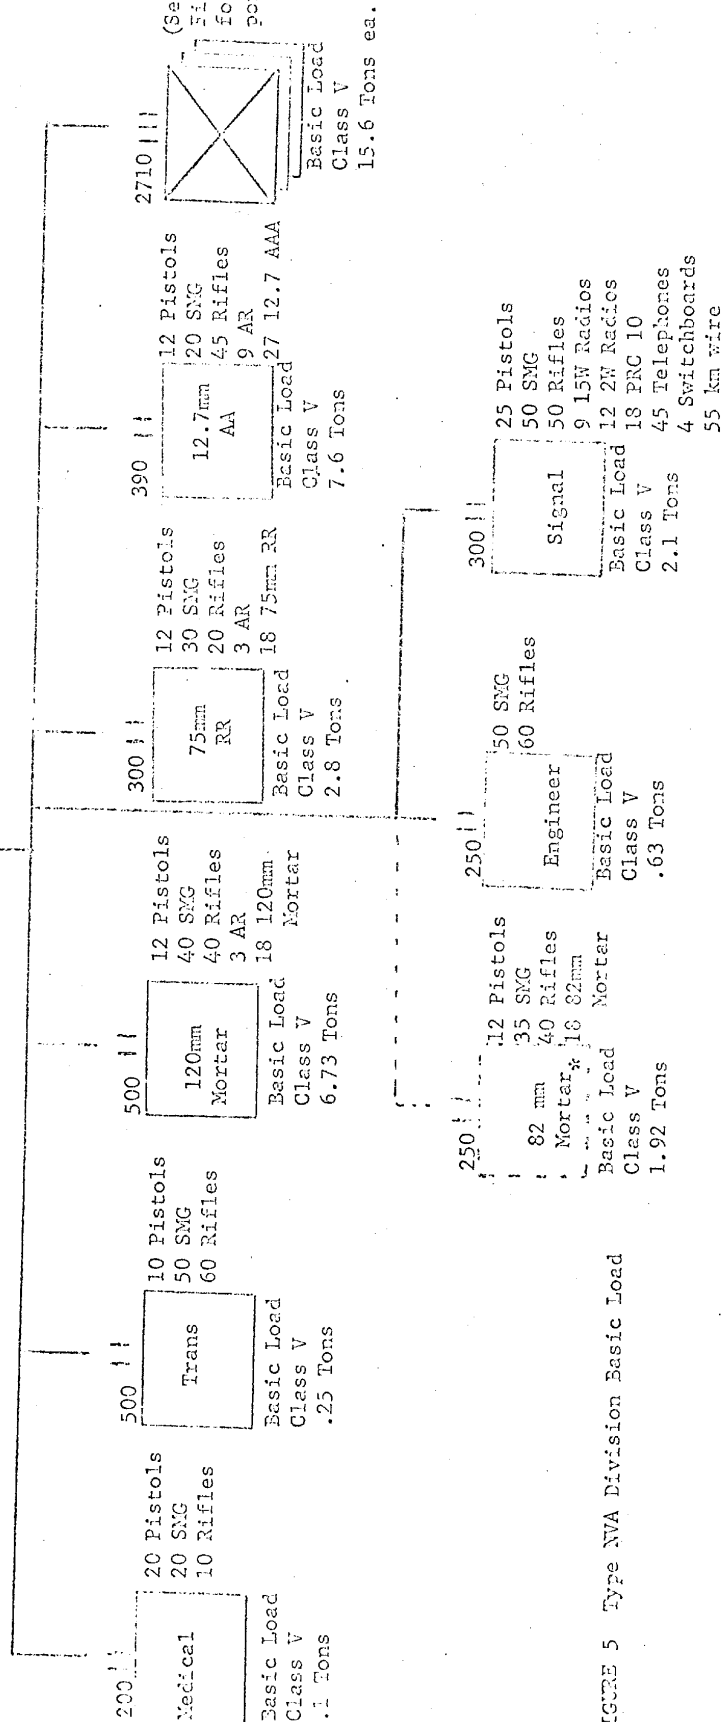 200
Medical
20 Pistols
20 SMG
10 Rifles
Basic Load
Class V
.1 Tons
500
Trans
10 Pistols
50 SMG
60 Rifles
Basic Load
Class V
.25 Tons
500
120mm
Mortar
12 Pistols
40 SMG
40 Rifles
3 AR
18 120mm
Mortar
Basic Load
Class V
6.73 Tons
300
75mm
RR
12 Pistols
30 SMG
20 Rifles
3 AR
18 75mm RR
Basic Load
Class V
2.8 Tons
390
12.7mm
AA
12 Pistols
20 SMG
45 Rifles
9 AR
27 12.7 AAA
Basic Load
Class V
7.6 Tons
2710
(Se
Fi
fo
po
Basic Load
Class V
15.6 Tons ea.
250
82 mm
Mortar*
12 Pistols
35 SMG
40 Rifles
18 82mm
Mortar
Basic Load
Class V
1.92 Tons
250
Engineer
50 SMG
60 Rifles
Basic Load
Class V
.63 Tons
300
Signal
25 Pistols
50 SMG
50 Rifles
9 15W Radios
12 2W Radios
18 PRC 10
45 Telephones
4 Switchboards
55 km wire
Basic Load
Class V
2.1 Tons
IGURE 5 Type NVA Division Basic Load